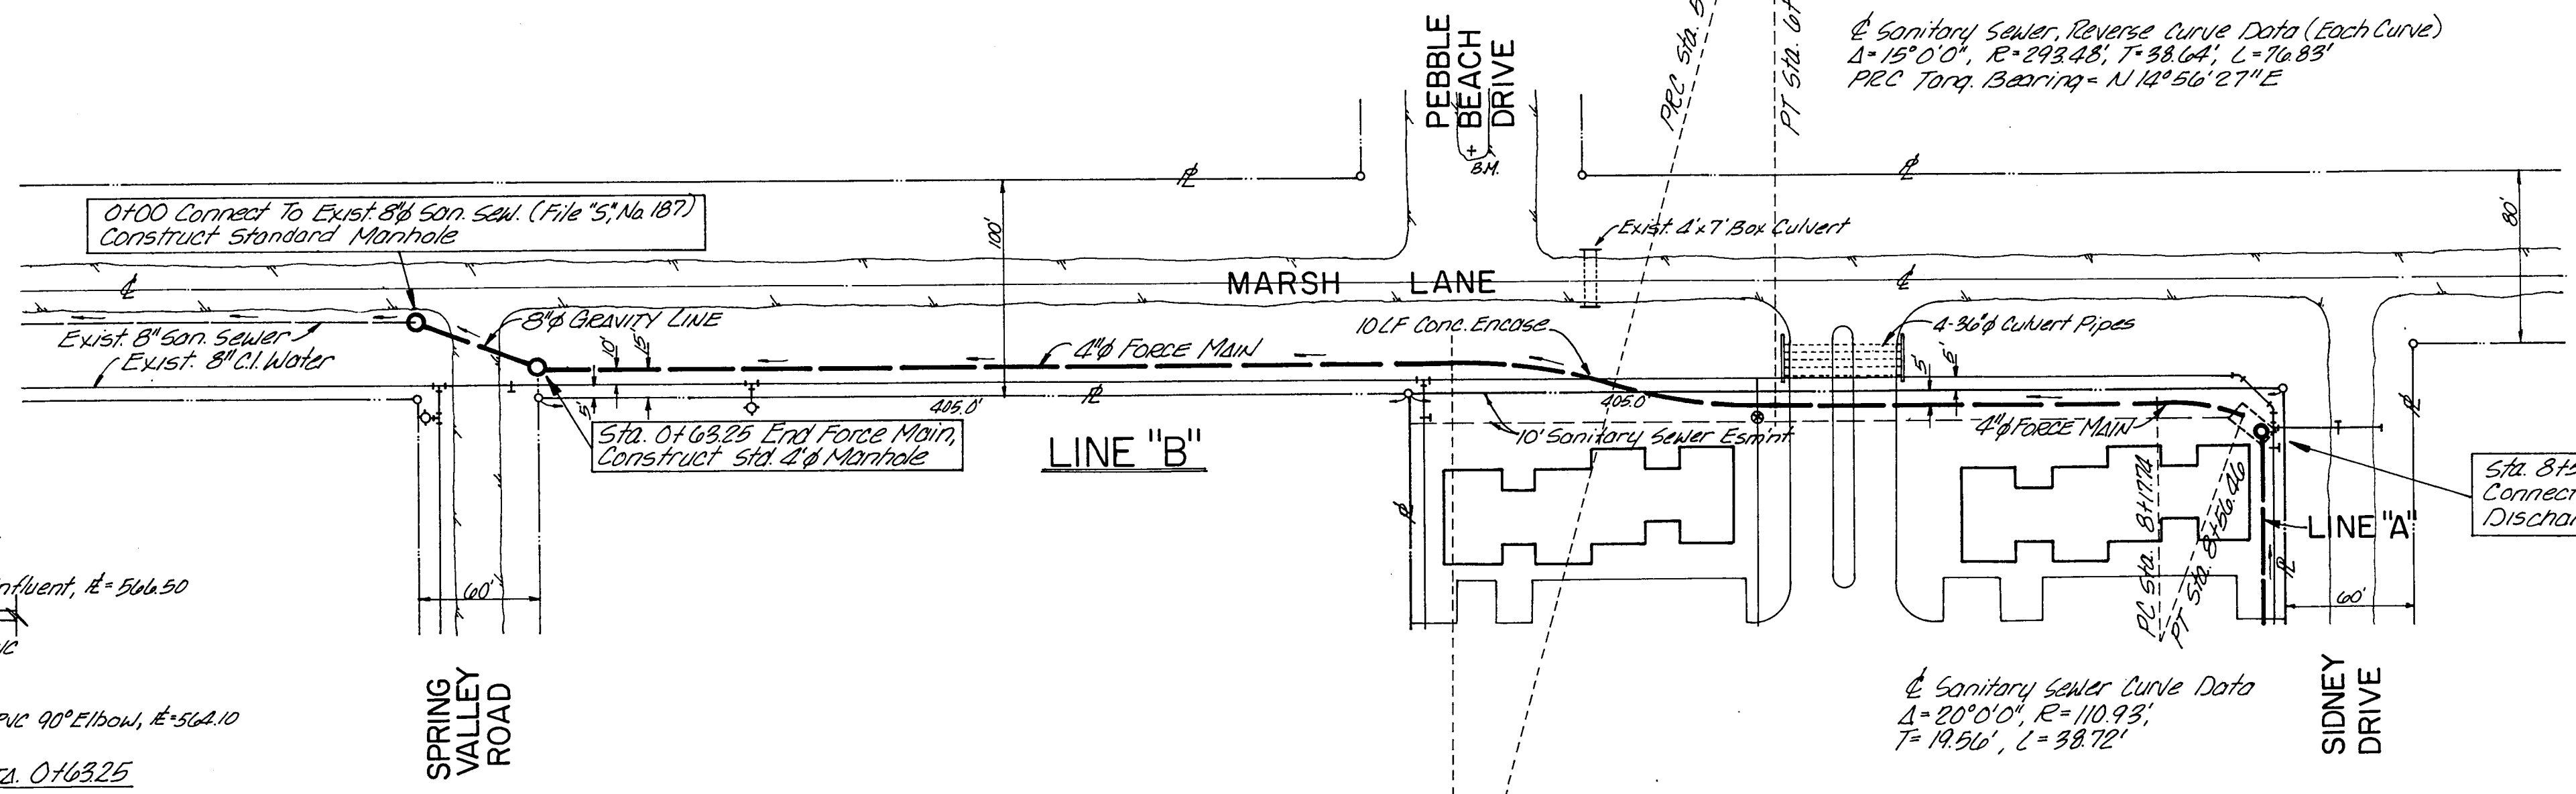 ℄ Sanitary Sewer, Reverse Curve Data (Each Curve)
Δ=15°0'0", R=293.48', T=38.64', L=76.83'
PRC Tang. Bearing = N 14°56'27"E
PEBBLE
BEACH
DRIVE
B.M.
PRC Sta. 5
PT Sta. 6+
0+00 Connect To Exist. 8"ϕ San. Sew. (File "S", No. 187)
Construct Standard Manhole
100'
80'
Exist. 4'x7' Box Culvert
MARSH LANE
℄
℄
℄
Exist. 8" San. Sewer
Exist. 8" C.I. Water
8"ϕ GRAVITY LINE
10'
15'
5'
4"ϕ FORCE MAIN
10 LF Conc. Encase
4-36"ϕ Culvert Pipes
5'
405.0'
405.0'
Sta. 0+63.25 End Force Main,
Construct Std. 4'ϕ Manhole
LINE "B"
10' Sanitary Sewer Esm'nt
4"ϕ FORCE MAIN
Sta. 8+5
Connect
Dischar
LINE "A"
PC Sta. 8+17.74
PT Sta. 8+56.46
60'
60'
nfluent, ℄=566.50
PVC 90° Elbow, ℄=564.10
TA. 0+63.25
SPRING
VALLEY
ROAD
℄ Sanitary Sewer Curve Data
Δ=20°0'0", R=110.93',
T=19.56', L=38.72'
SIDNEY
DRIVE